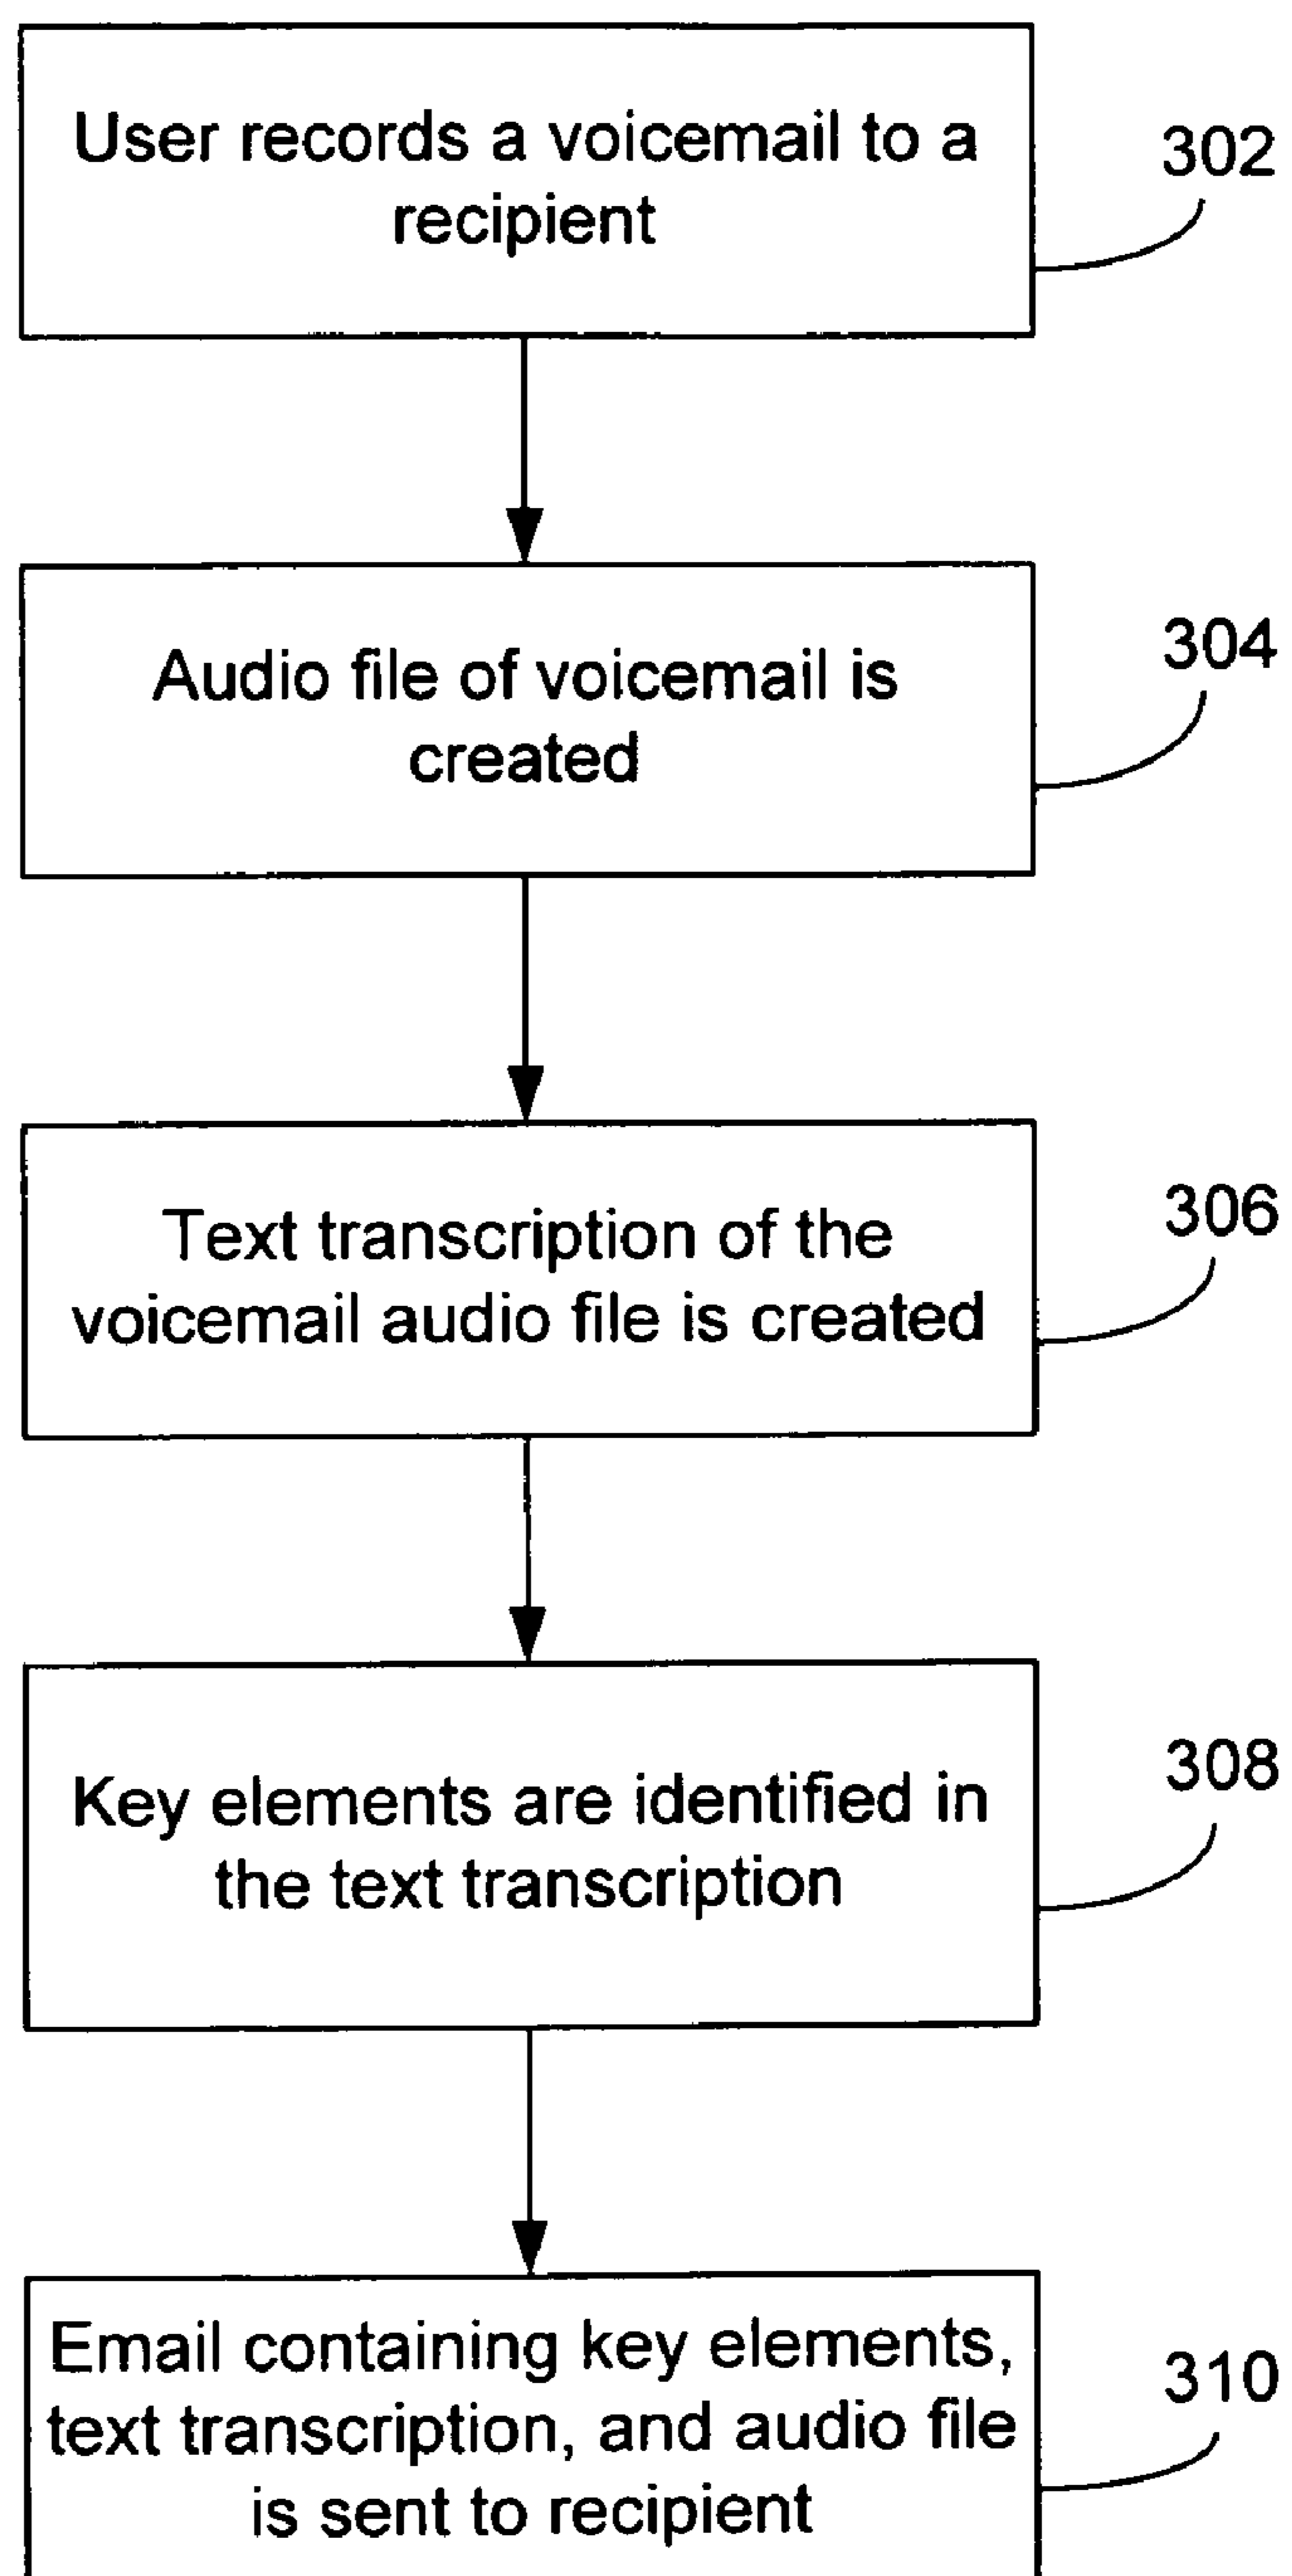 User records a voicemail to a
recipient
302
Audio file of voicemail is
created
304
Text transcription of the
voicemail audio file is created
306
Key elements are identified in
the text transcription
308
Email containing key elements,
text transcription, and audio file
is sent to recipient
310